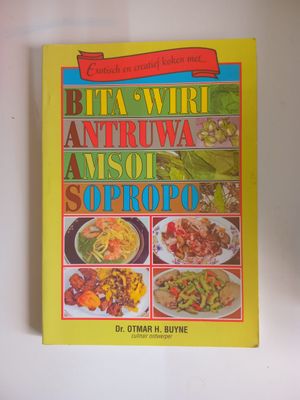 Exotisch en creatief koken met...
BITA 'WIRI
ANTRUWA
AMSOI
SOPROPO
Dr. OTMAR H. BUYNE
culinair ontwerper